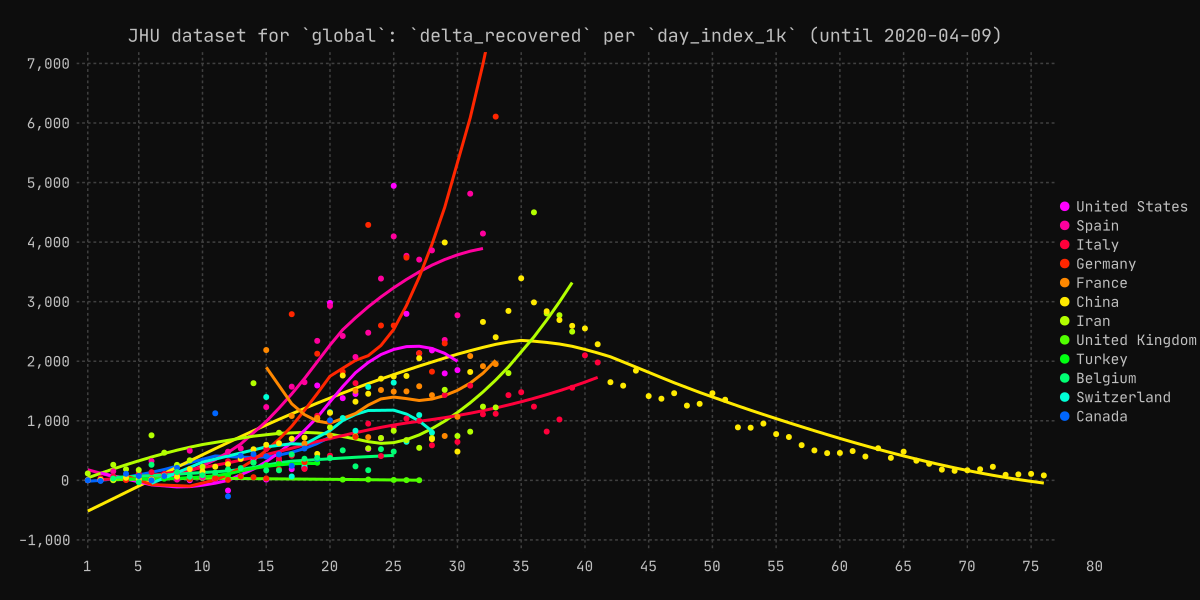 JHU dataset for `global`: `delta_recovered` per `day_index_1k` (until 2020-04-09)
7,000
6,000
5,000
4,000
3,000
2,000
1,000
0
-1,000
1 5 10 15 20 25 30 35 40 45 50 55 60 65 70 75 80
United States
Spain
Italy
Germany
France
China
Iran
United Kingdom
Turkey
Belgium
Switzerland
Canada